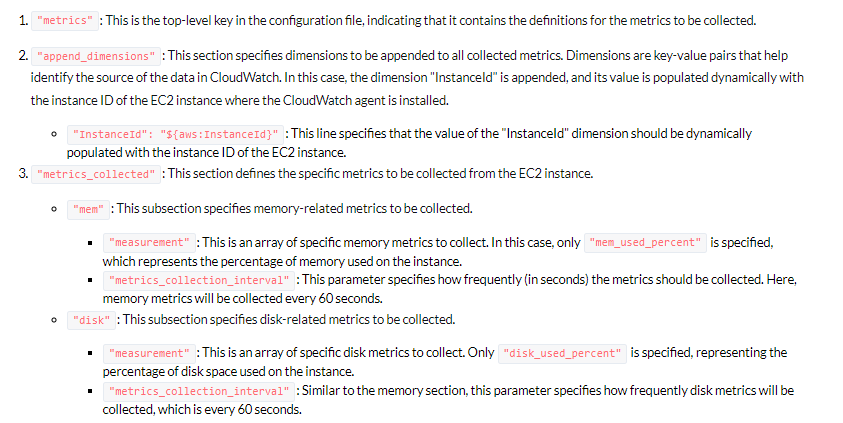 1. "metrics" : This is the top-level key in the configuration file, indicating that it contains the definitions for the metrics to be collected.
2. "append_dimensions" : This section specifies dimensions to be appended to all collected metrics. Dimensions are key-value pairs that help
identify the source of the data in CloudWatch. In this case, the dimension "InstanceId" is appended, and its value is populated dynamically with
the instance ID of the EC2 instance where the CloudWatch agent is installed.
"InstanceId": "${aws:InstanceId}" : This line specifies that the value of the "InstanceId" dimension should be dynamically
populated with the instance ID of the EC2 instance.
3. "metrics_collected" : This section defines the specific metrics to be collected from the EC2 instance.
"mem" : This subsection specifies memory-related metrics to be collected.
"measurement" : This is an array of specific memory metrics to collect. In this case, only "mem_used_percent" is specified,
which represents the percentage of memory used on the instance.
"metrics_collection_interval" : This parameter specifies how frequently (in seconds) the metrics should be collected. Here,
memory metrics will be collected every 60 seconds.
"disk" : This subsection specifies disk-related metrics to be collected.
"measurement" : This is an array of specific disk metrics to collect. Only "disk_used_percent" is specified, representing the
percentage of disk space used on the instance.
"metrics_collection_interval" : Similar to the memory section, this parameter specifies how frequently disk metrics will be
collected, which is every 60 seconds.